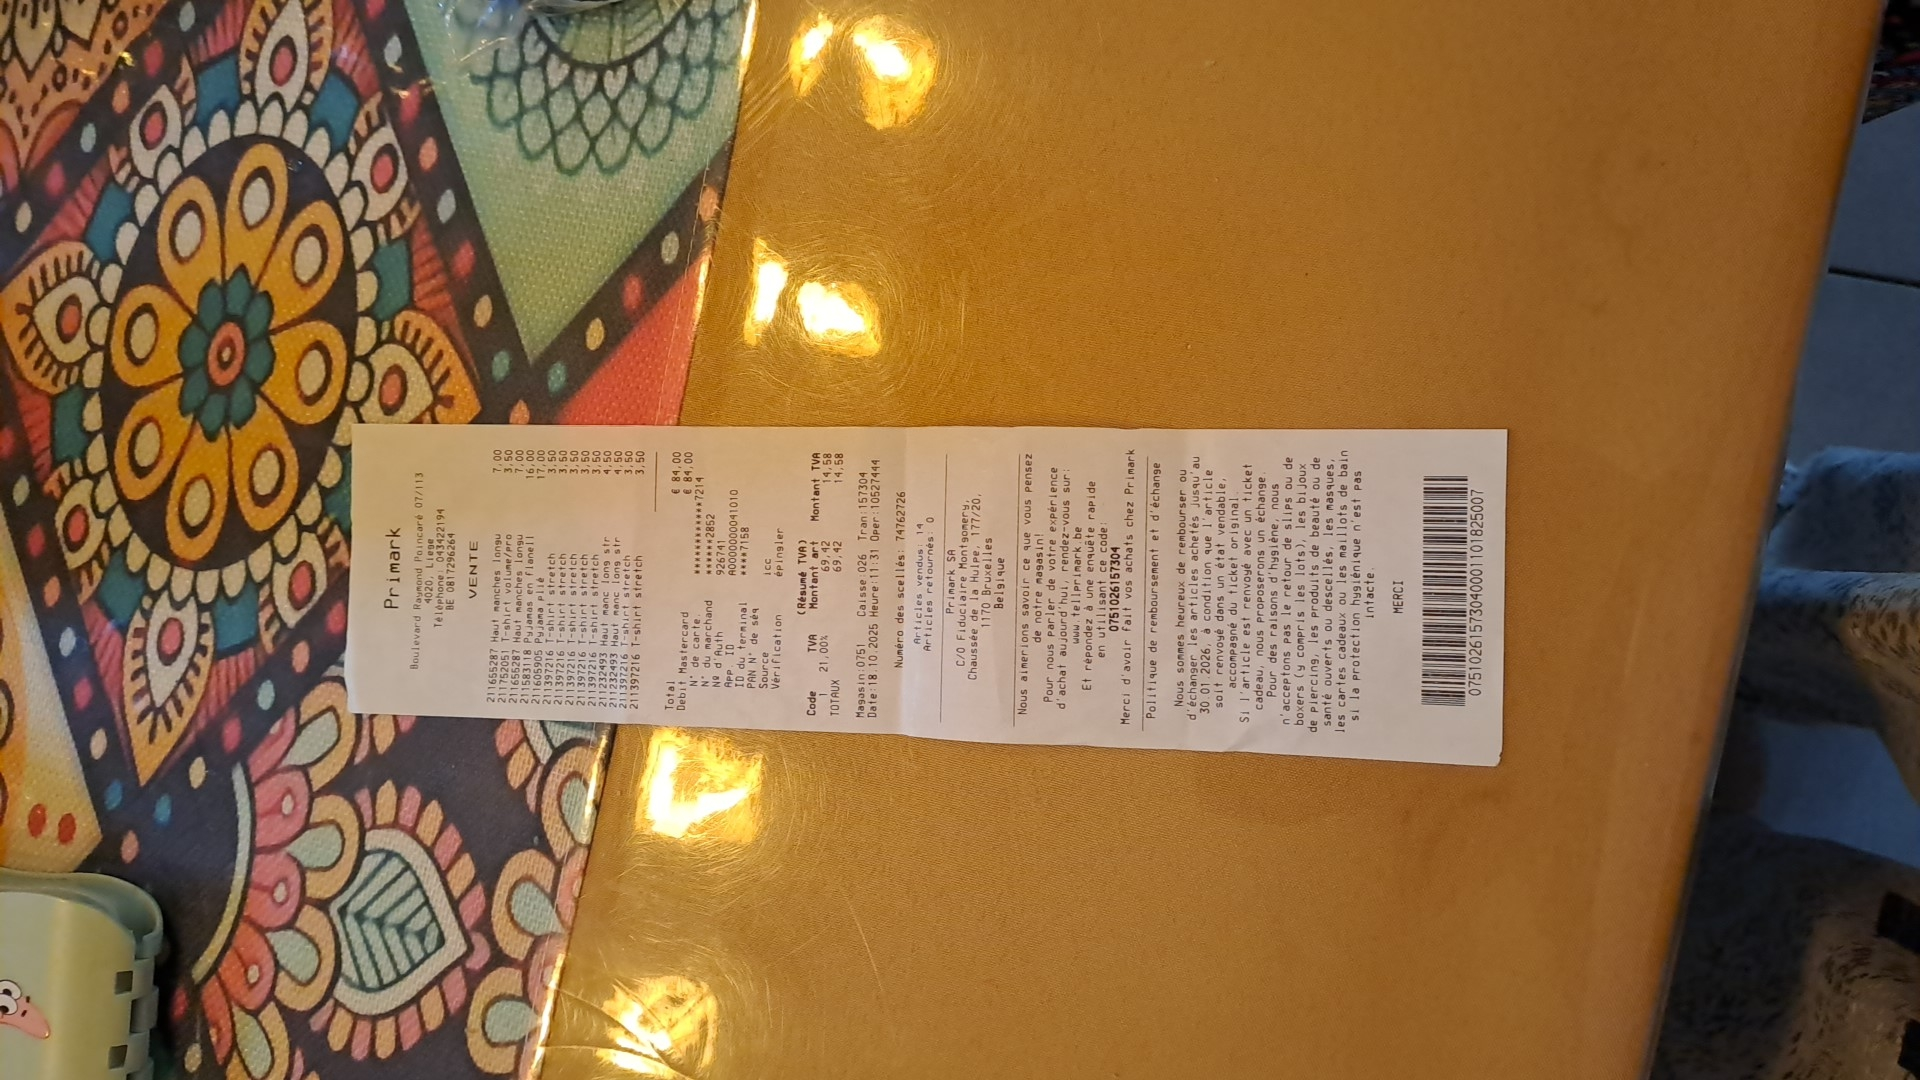 Primark
Boulevard Raymond Poincaré 07/113
4020, Liege
Téléphone. 043422194
BE 0817296264
VENTE
211655287 Haut manches longu 7,00
211752051 T-shirt volume/pro 3,50
211655287 Haut manches longu 7,00
211583118 Pyjamas en flanell 16,00
211605905 Pyjama plié 17,00
211397216 T-shirt stretch 3,50
211397216 T-shirt stretch 3,50
211397216 T-shirt stretch 3,50
211397216 T-shirt stretch 3,50
211397216 T-shirt stretch 3,50
211232493 Haut manc long str 4,50
211232493 Haut manc long str 4,50
211397216 T-shirt stretch 3,50
211397216 T-shirt stretch 3,50
Total € 84,00
Debit Mastercard € 84,00
N° de carte. ************7214
N° du marchand *****2852
Nº d'Auth 926741
App ID A0000000041010
ID du terminal ****7158
PAN N° de séq
Source icc
Vérification épingler
(Résumé TVA)
Code TVA Montant art Montant TVA
1 21,00% 69,42 14,58
TOTAUX 69,42 14,58
Magasin:0751 Caisse:026 Tran:157304
Date:18.10.2025 Heure:11:31 Oper:10527444
Numéro des scellés: 74762726
Articles vendus: 14
Articles retournés: 0
Primark SA
C/O Fiduciaire Montgomery,
Chaussée de la Hulpe, 177/20,
1170 Bruxelles
Belgique
Nous aimerions savoir ce que vous pensez
de notre magasin!
Pour nous parler de votre expérience
d'achat aujourd'hui, rendez-vous sur:
www.tellprimark.be
Et répondez à une enquête rapide
en utilisant ce code:
075102615​7304
Merci d'avoir fait vos achats chez Primark
Politique de remboursement et d'échange
Nous sommes heureux de rembourser ou
d'échanger les articles achetés jusqu'au
30.01.2026, à condition que l'article
soit renvoyé dans un état vendable,
accompagné du ticket original.
Si l'article est renvoyé avec un ticket
cadeau, nous proposerons un échange.
Pour des raisons d'hygiène, nous
n'acceptons pas le retour de slips ou de
boxers (y compris les lots), les bijoux
de piercing, les produits de beauté ou de
santé ouverts ou descellés, les masques,
les cartes cadeaux ou les maillots de bain
si la protection hygiénique n'est pas
intacte.
MERCI
07510261573040001101825007